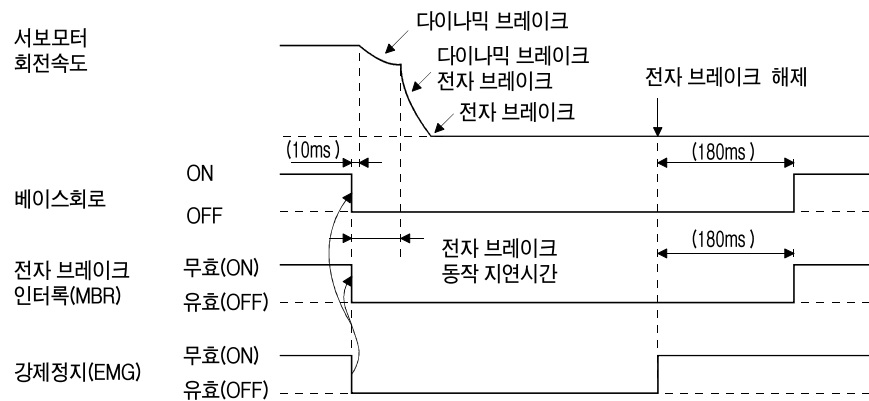 다이나믹 브레이크
서보모터
회전속도
다이나믹 브레이크
전자 브레이크
전자 브레이크 해제
전자 브레이크
(10ms)
(180ms)
ON
베이스회로
OFF
(180ms)
전자 브레이크
동작 지연시간
전자 브레이크
인터록(MBR)
무효(ON)
유효(OFF)
무효(ON)
강제정지(EMG)
유효(OFF)